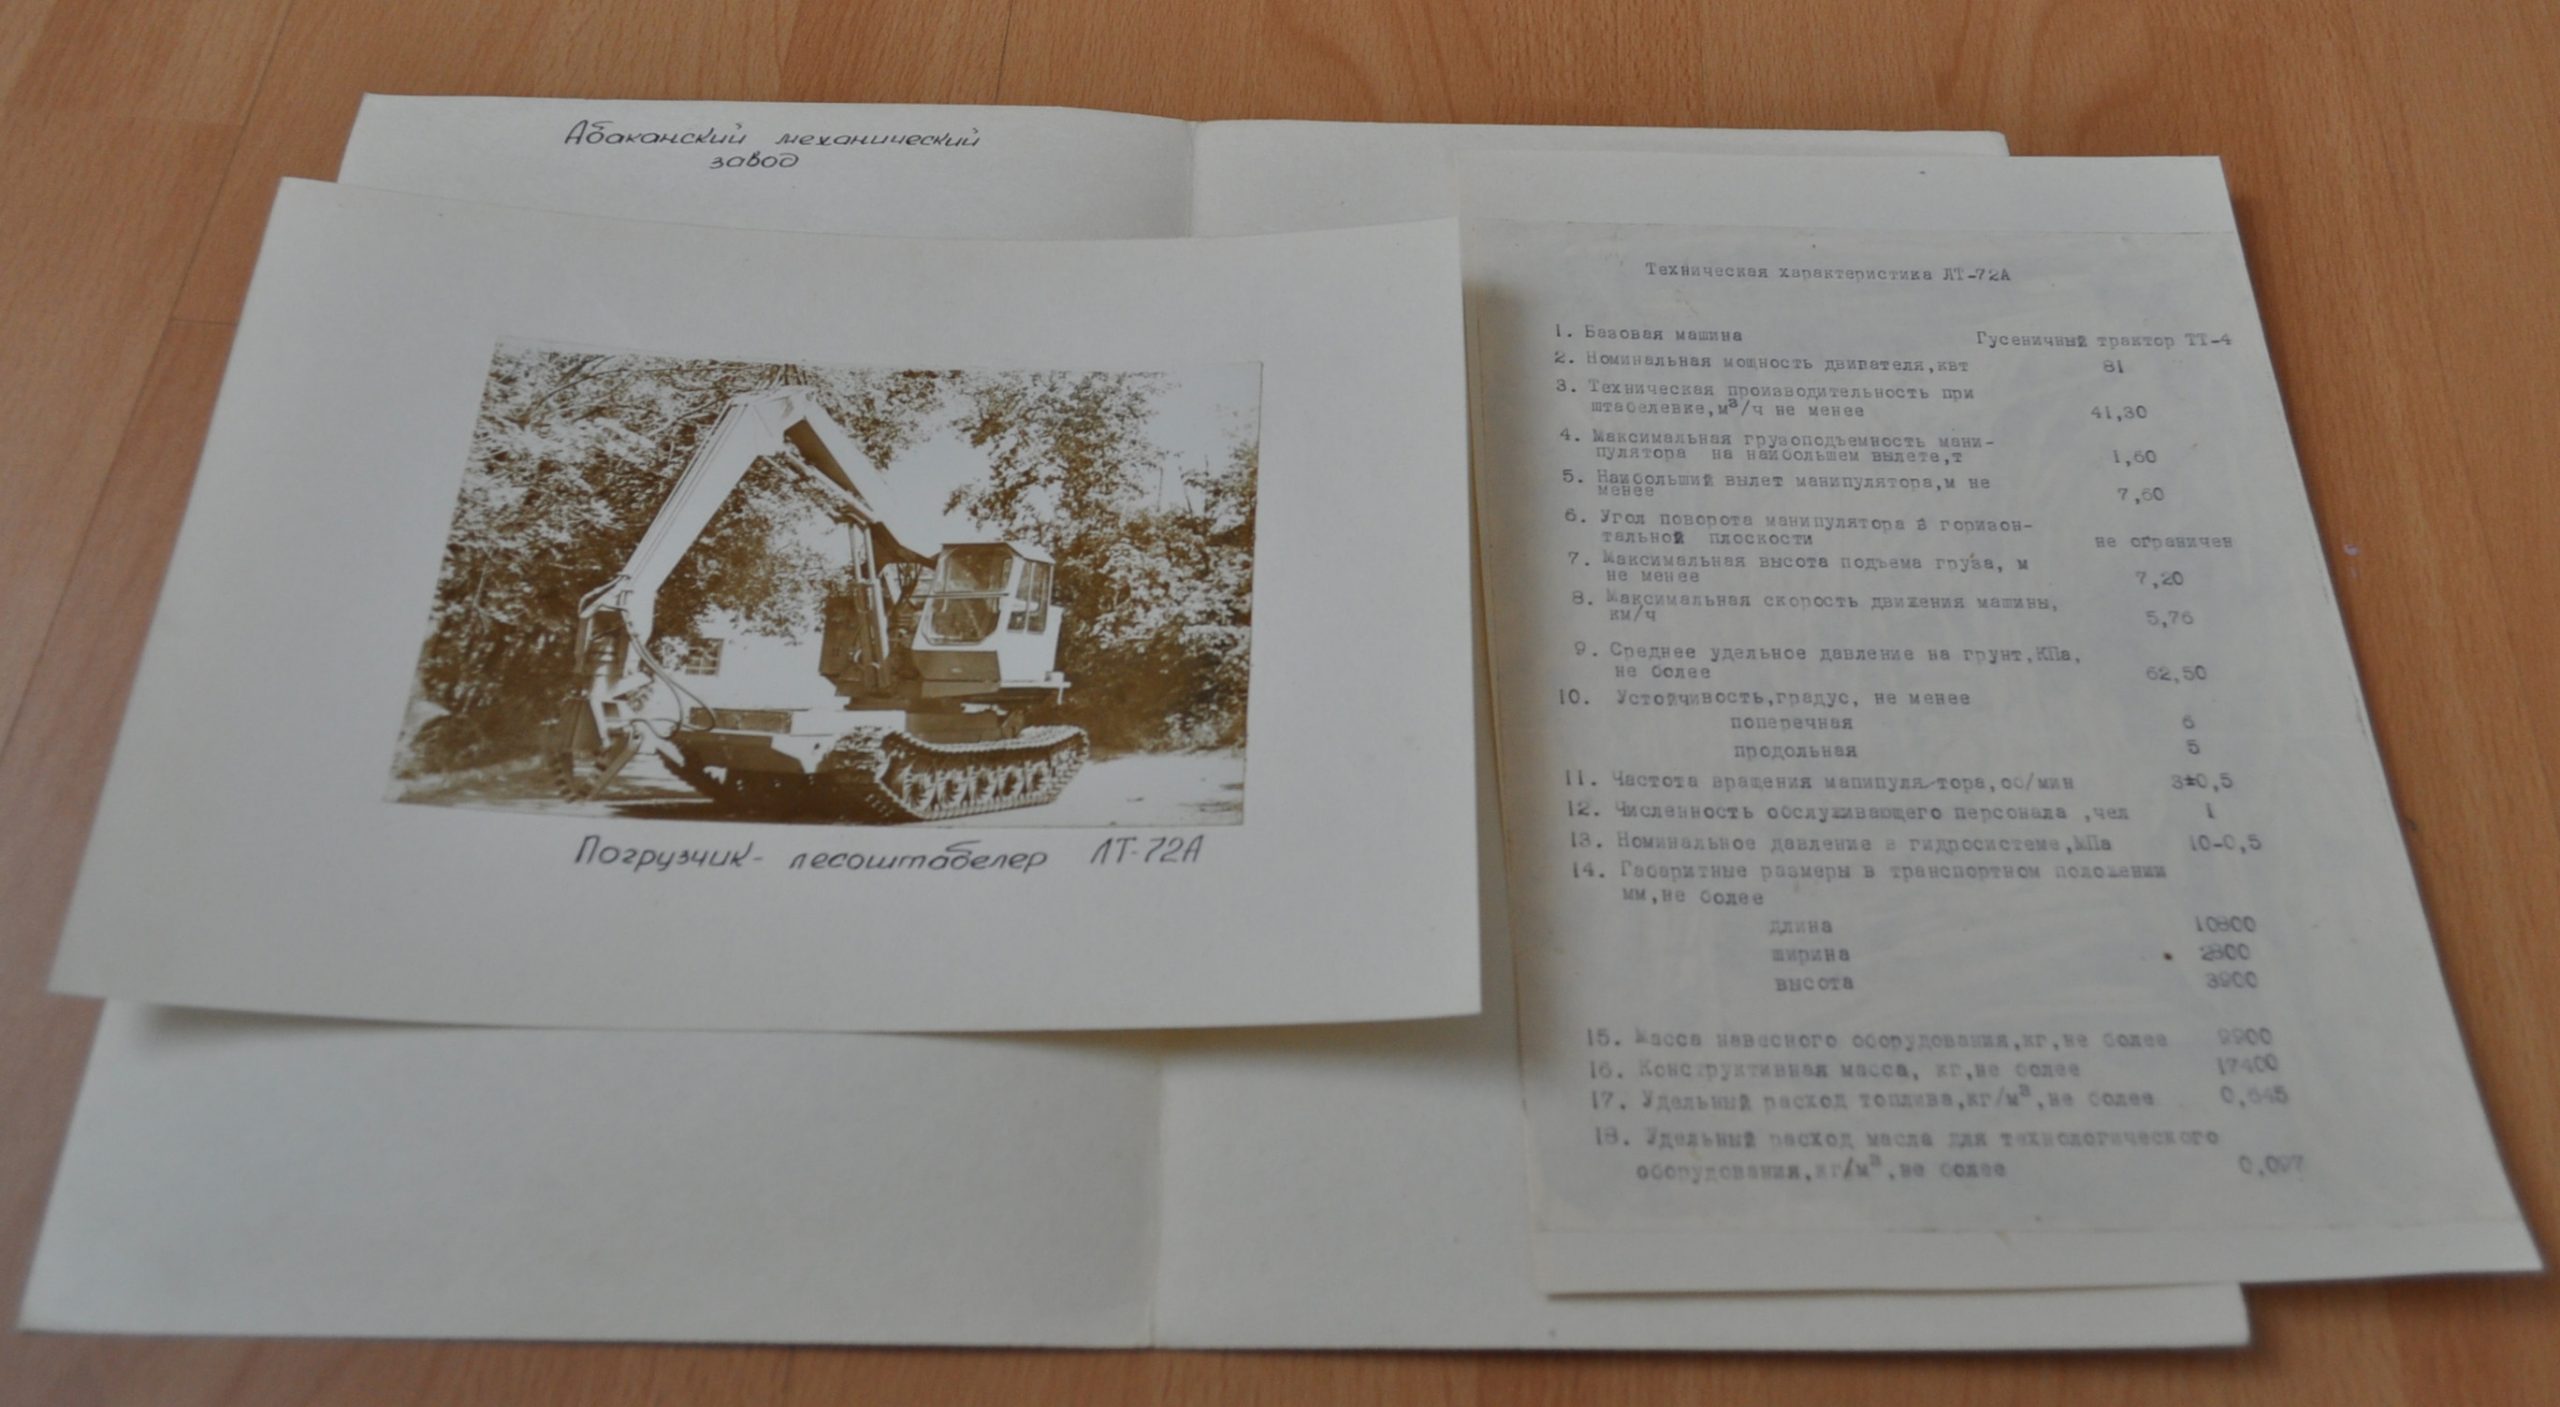 Абаканский механический
завод
Погрузчик- лесоштабелер ЛТ-72А
Техническая характеристика ЛТ-72А
1. Базовая машина Гусеничный трактор ТТ-4
2. Номинальная мощность двигателя,квт 81
3. Техническая производительность при
штабелевке,м³/ч не менее 41,30
4. Максимальная грузоподъемность мани-
пулятора на наибольшем вылете,т 1,60
5. Наибольший вылет манипулятора,м не
менее 7,60
6. Угол поворота манипулятора в горизон-
тальной плоскости не ограничен
7. Максимальная высота подъема груза, м
не менее 7,20
8. Максимальная скорость движения машины,
км/ч 5,76
9. Среднее удельное давление на грунт,КПа,
не более 62,50
10. Устойчивость,градус, не менее
поперечная 6
продольная 5
11. Частота вращения манипуля-тора,об/мин 3±0,5
12. Численность обслуживающего персонала ,чел 1
13. Номинальное давление в гидросистеме,МПа 10-0,5
14. Габаритные размеры в транспортном положении
мм,не более
длина 10800
ширина 2800
высота 3900
15. Масса навесного оборудования,кг,не более 9900
16. Конструктивная масса, кг,не более 17400
17. Удельный расход топлива,кг/м³,не более 0,645
18. Удельный расход масла для технологического
оборудования,кг/м³,не более 0,097